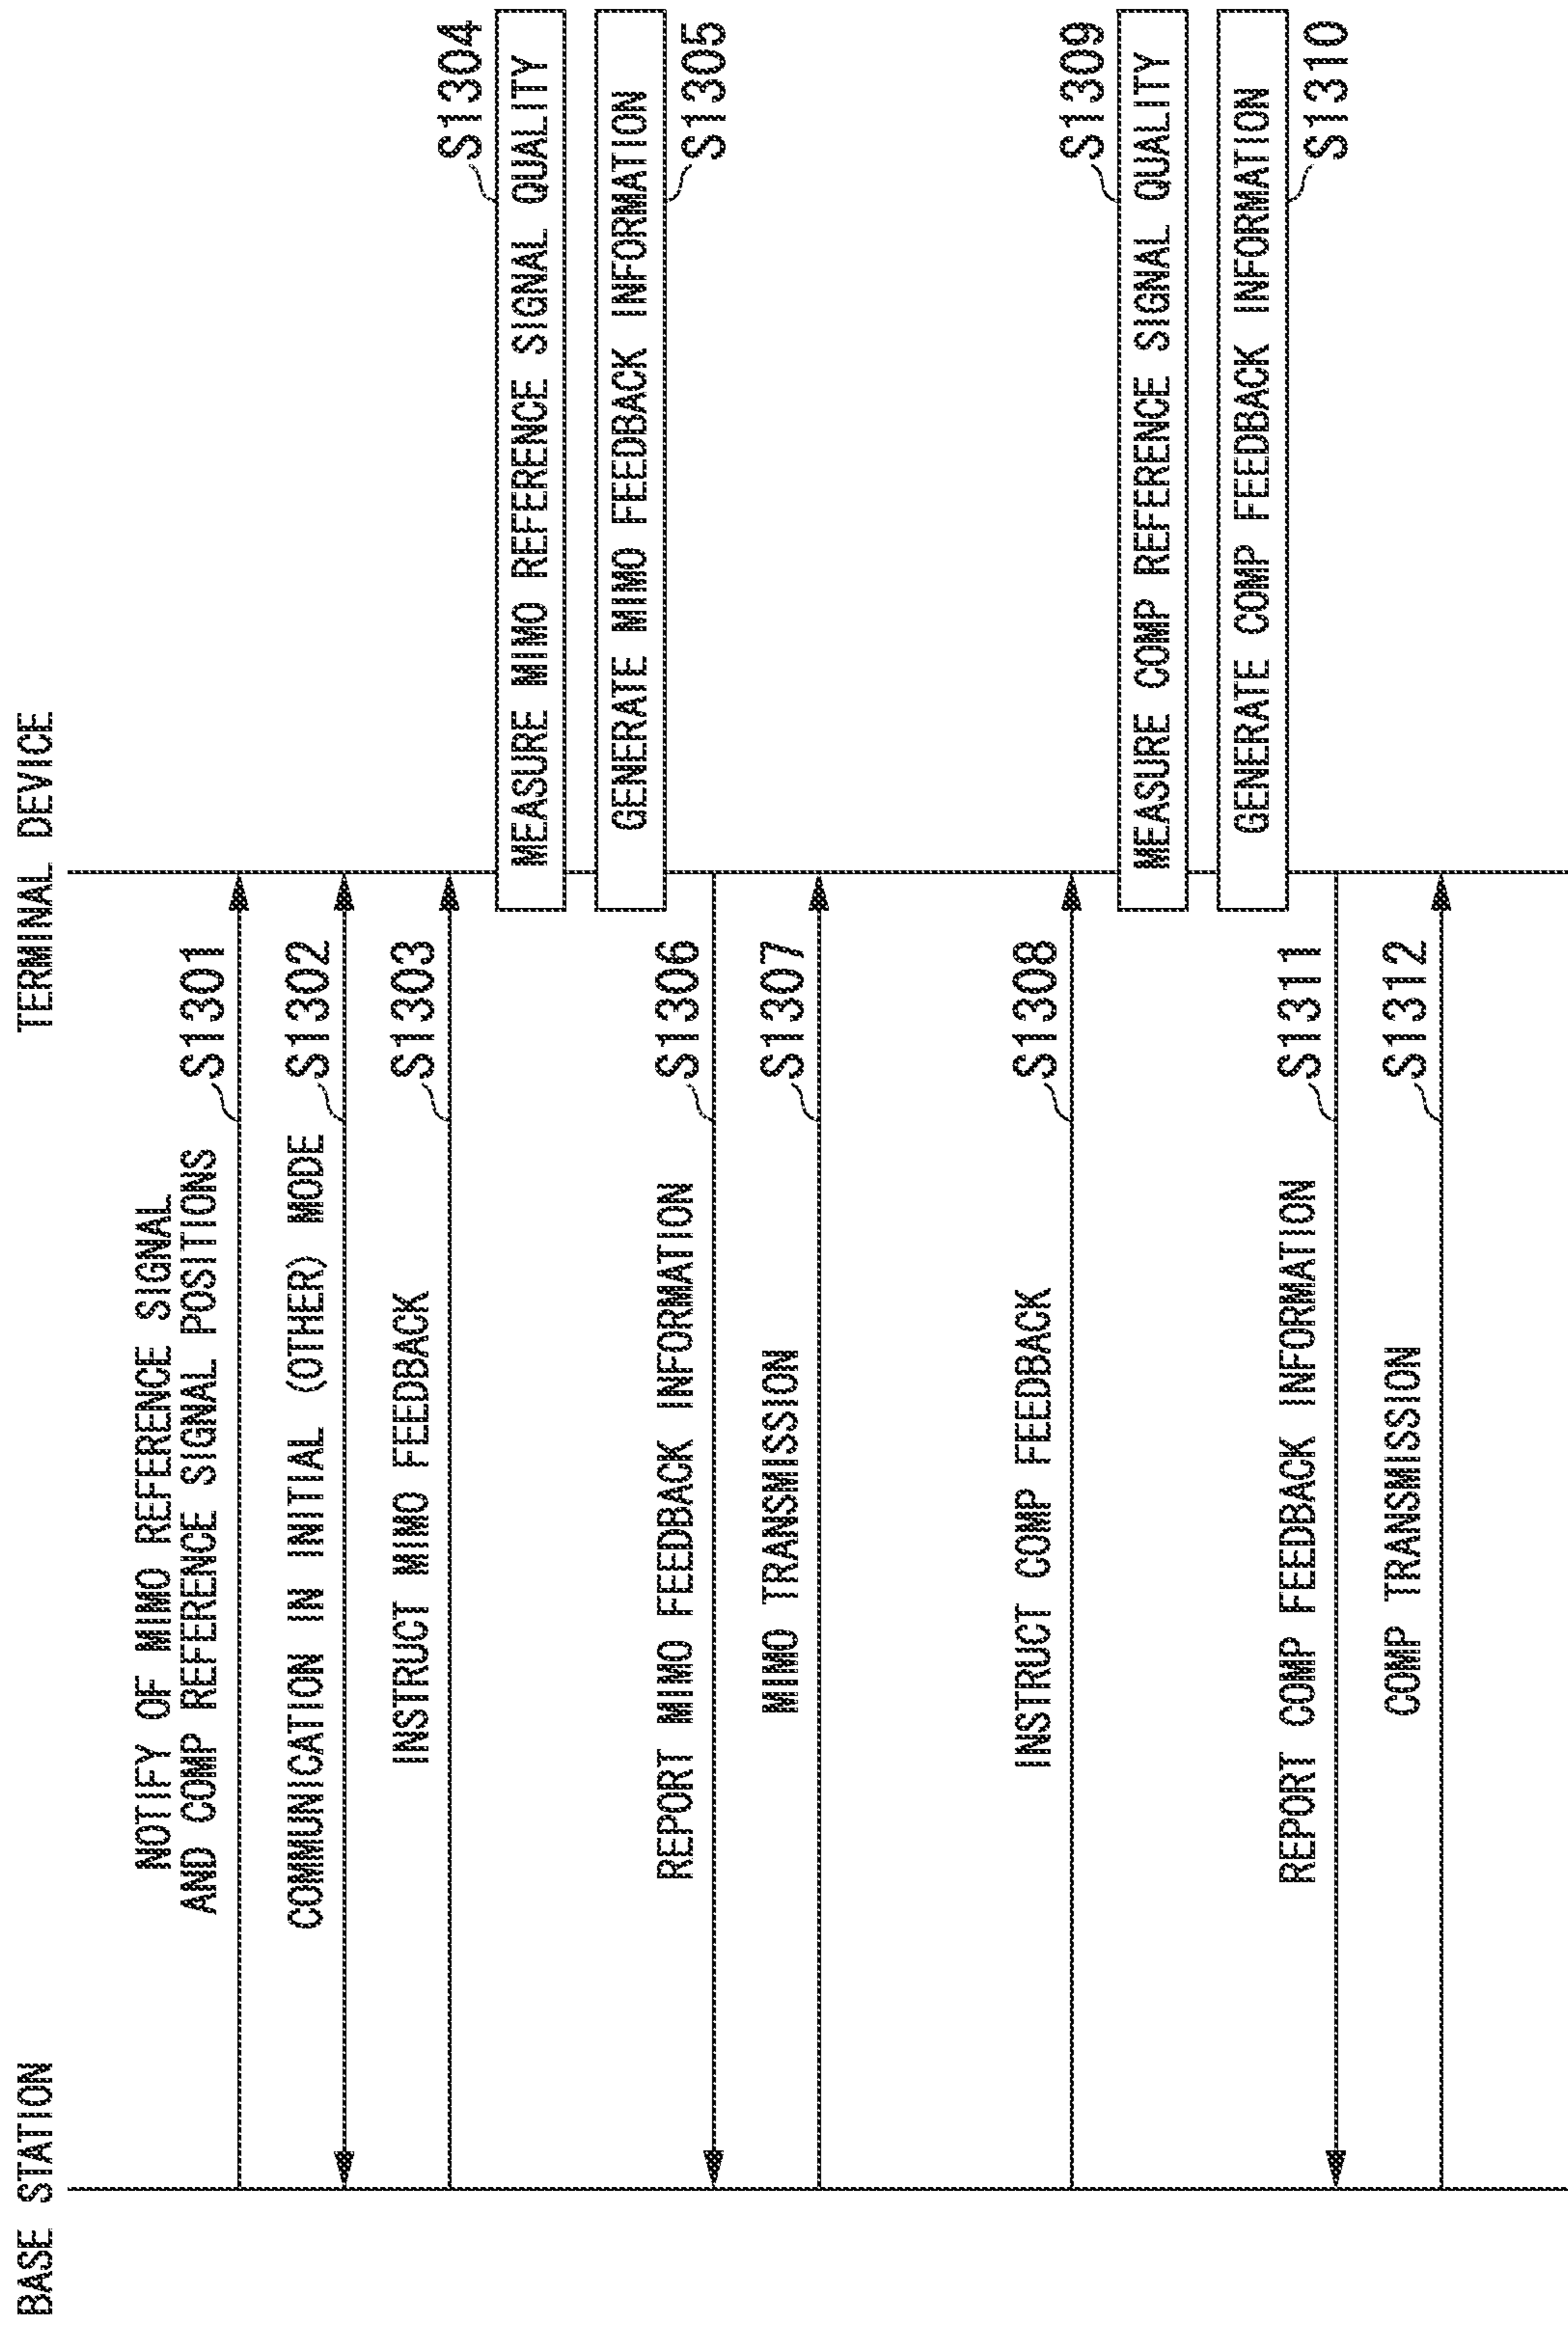 BASE STATION
TERMINAL DEVICE
NOTIFY OF MIMO REFERENCE SIGNAL
AND COMP REFERENCE SIGNAL POSITIONS
S1301
COMMUNICATION IN INITIAL (OTHER) MODE
S1302
INSTRUCT MIMO FEEDBACK
S1303
S1304
MEASURE MIMO REFERENCE SIGNAL QUALITY
GENERATE MIMO FEEDBACK INFORMATION
S1305
REPORT MIMO FEEDBACK INFORMATION
S1306
MIMO TRANSMISSION
S1307
INSTRUCT COMP FEEDBACK
S1308
S1309
MEASURE COMP REFERENCE SIGNAL QUALITY
GENERATE COMP FEEDBACK INFORMATION
S1310
REPORT COMP FEEDBACK INFORMATION
S1311
COMP TRANSMISSION
S1312